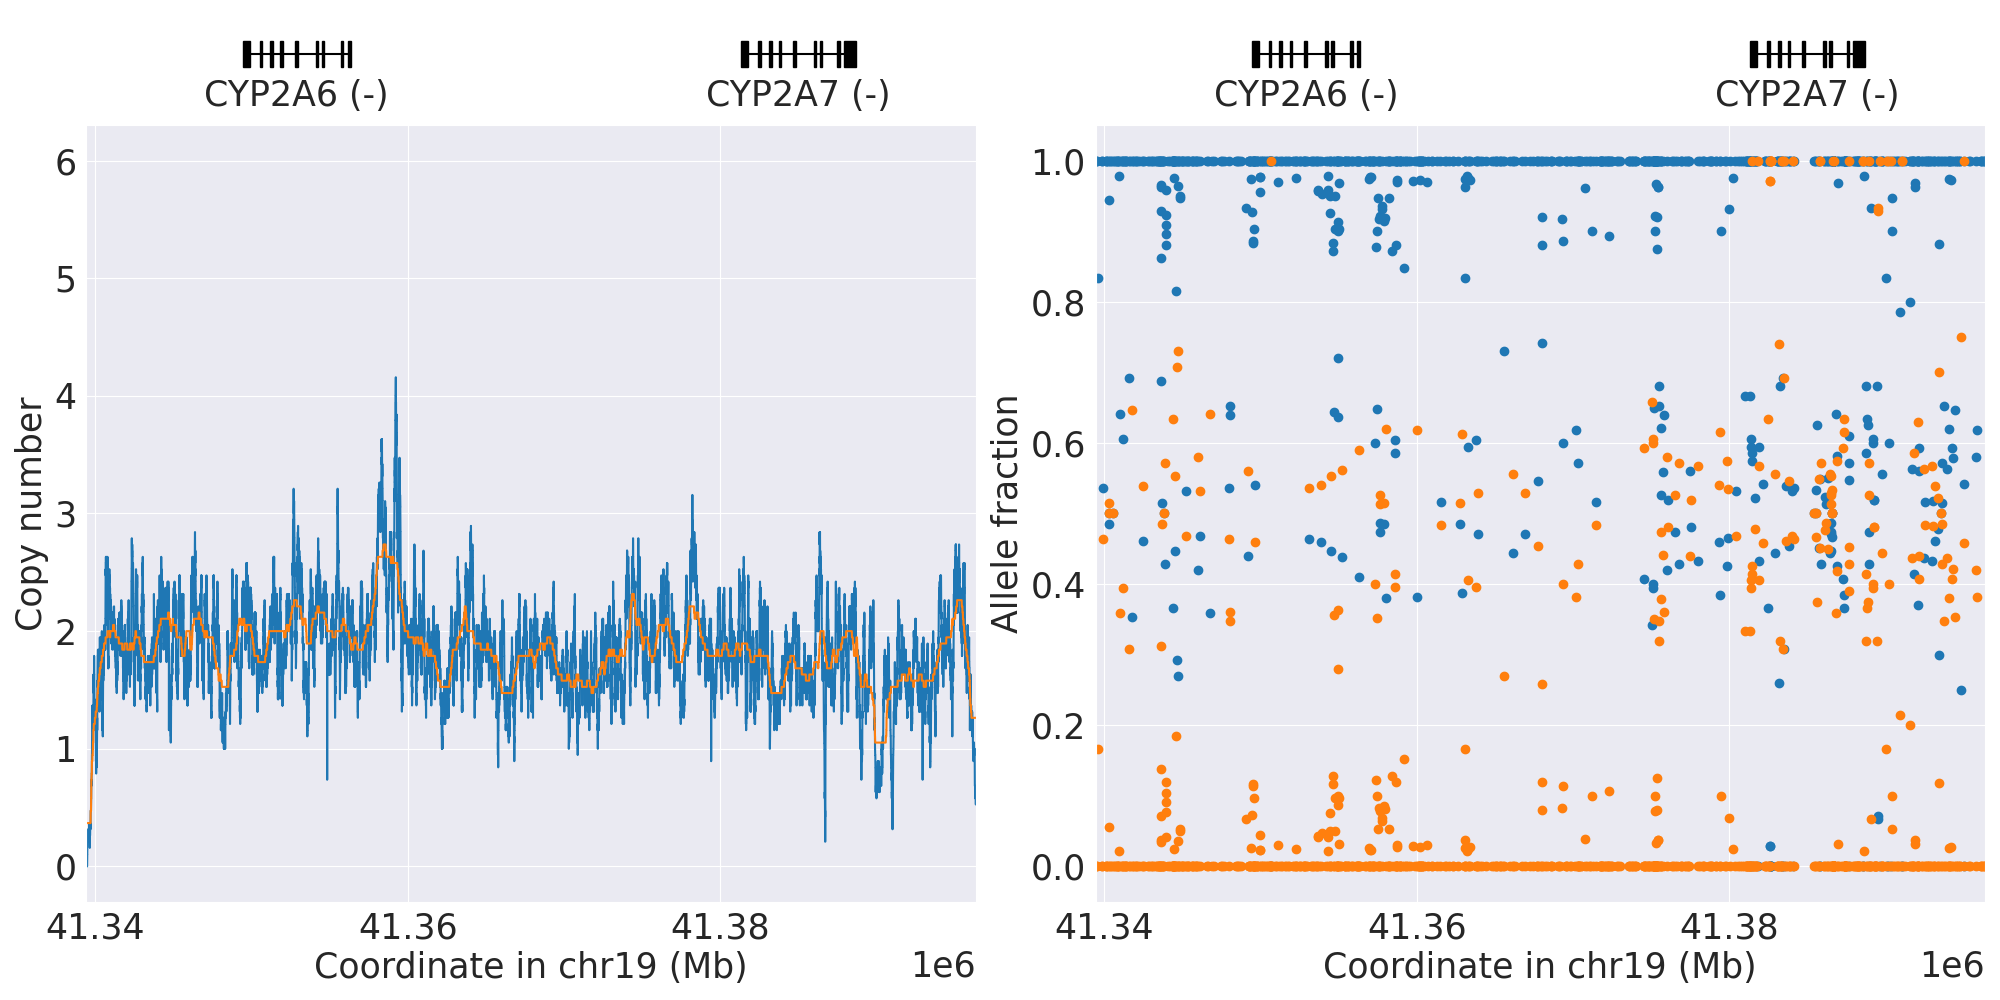 CYP2A6 (-)
CYP2A7 (-)
CYP2A6 (-)
CYP2A7 (-)
Copy number
6
5
4
3
2
1
0
41.34
41.36
41.38
Coordinate in chr19 (Mb)
1e6
Allele fraction
1.0
0.8
0.6
0.4
0.2
0.0
41.34
41.36
41.38
Coordinate in chr19 (Mb)
1e6